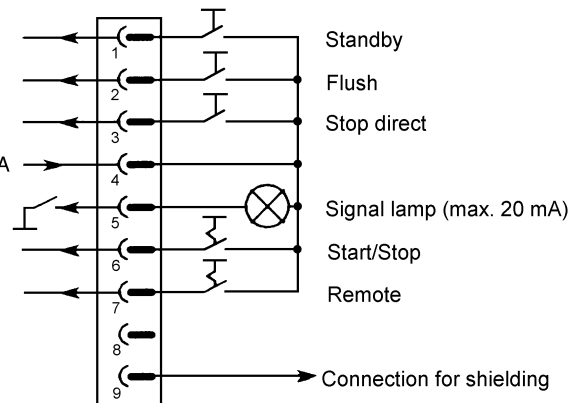 1 Standby
2 Flush
3 Stop direct
A 4
5 Signal lamp (max. 20 mA)
6 Start/Stop
7 Remote
8
9 Connection for shielding